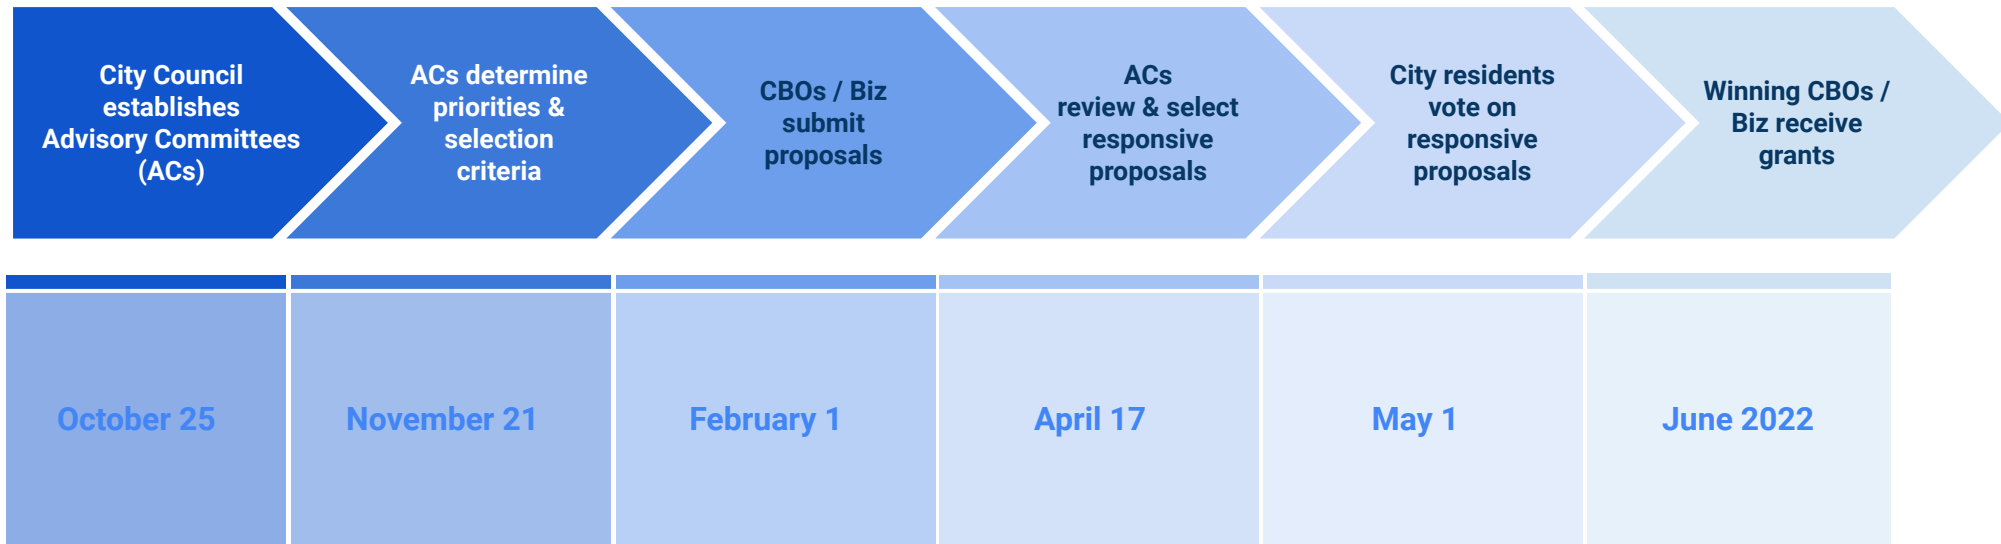 City Council
establishes
Advisory Committees
(ACs)
ACs determine
priorities &
selection
criteria
CBOs / Biz
submit
proposals
ACs
review & select
responsive
proposals
City residents
vote on
responsive
proposals
Winning CBOs /
Biz receive
grants
October 25
November 21
February 1
April 17
May 1
June 2022